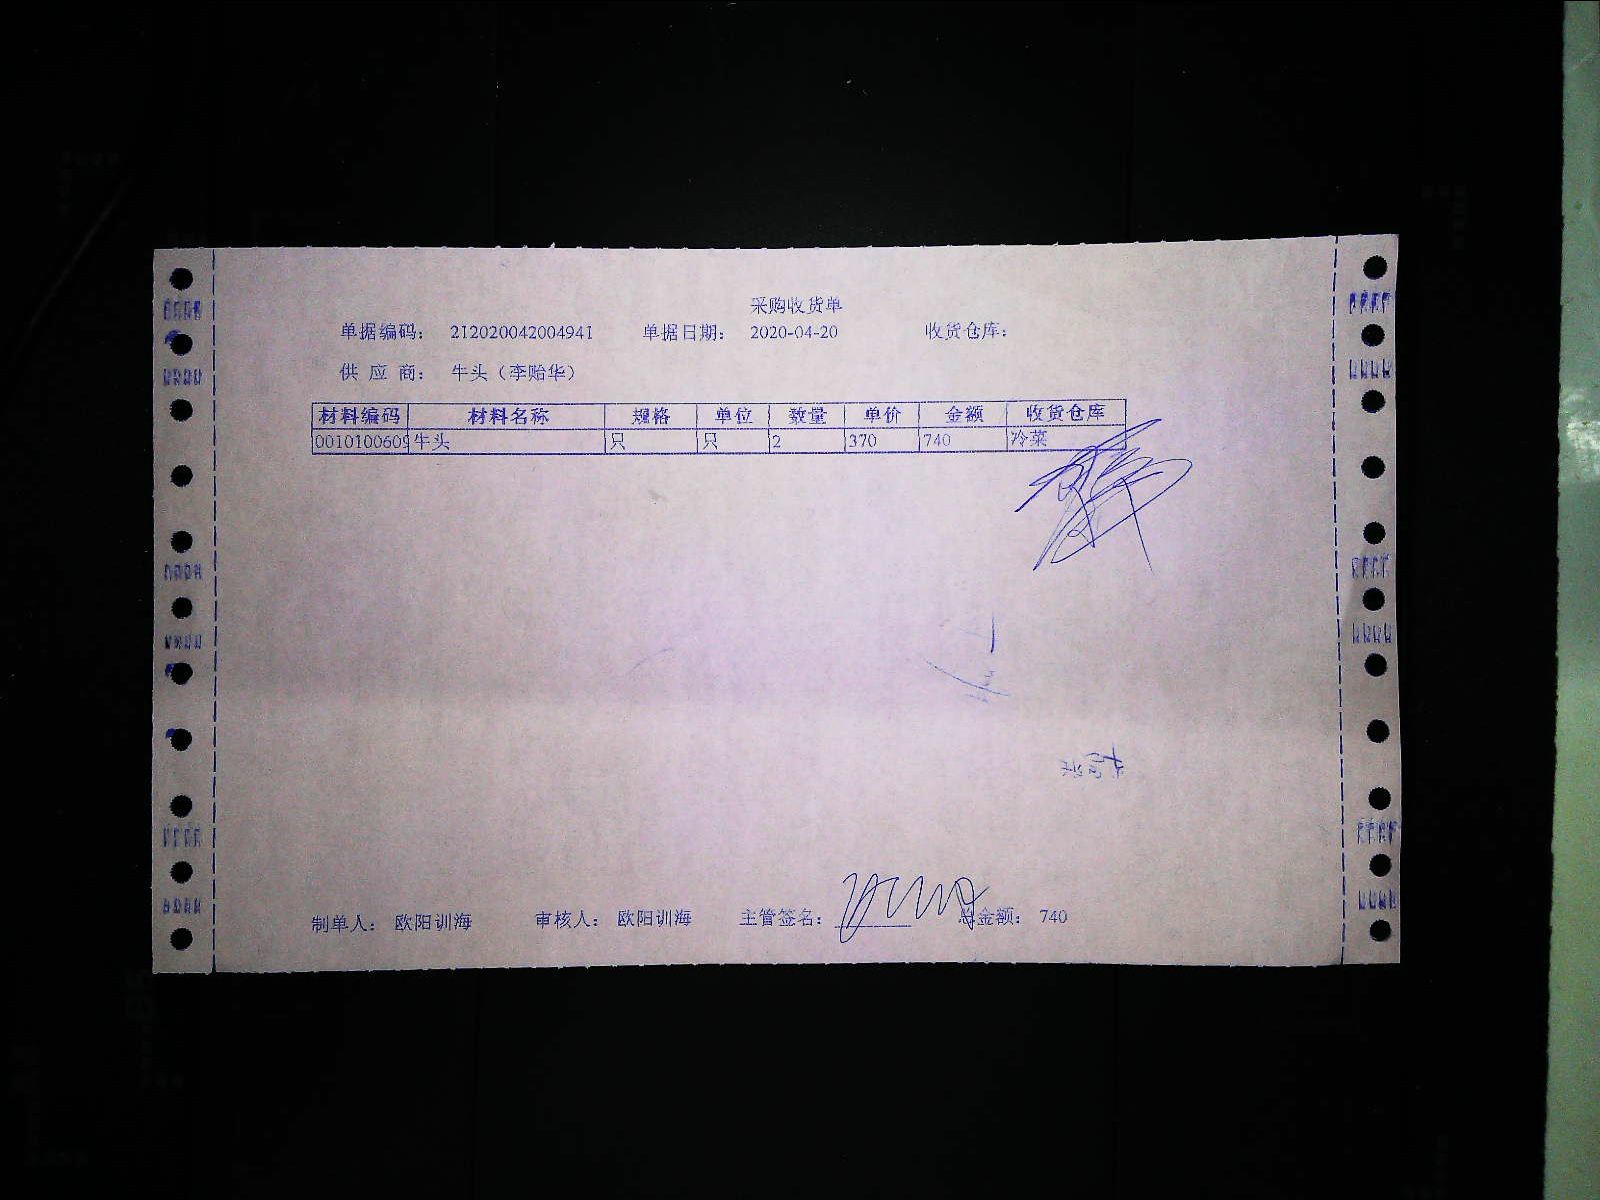 采购收货单
单据编码： 212020042004941 单据日期： 2020-04-20 收货仓库：
供 应 商： 牛头（李贻华）
材料编码 材料名称 规格 单位 数量 单价 金额 收货仓库
0010100609 牛头 只 只 2 370 740 冷菜
制单人： 欧阳训海 审核人： 欧阳训海 主管签名： 总金额： 740